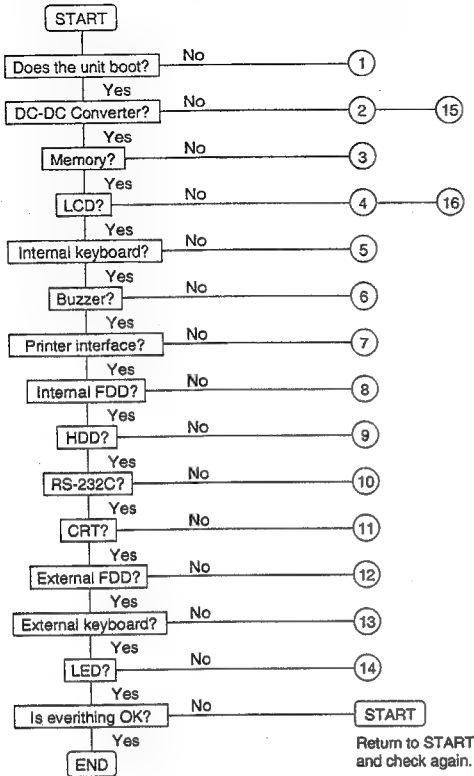 START
Does the unit boot?
No
1
Yes
DC-DC Converter?
No
2
15
Yes
Memory?
No
3
Yes
LCD?
No
4
16
Yes
Internal keyboard?
No
5
Yes
Buzzer?
No
6
Yes
Printer interface?
No
7
Yes
Internal FDD?
No
8
Yes
HDD?
No
9
Yes
RS-232C?
No
10
Yes
CRT?
No
11
Yes
External FDD?
No
12
Yes
External keyboard?
No
13
Yes
LED?
No
14
Yes
Is everithing OK?
No
START
Yes
Return to START
and check again.
END